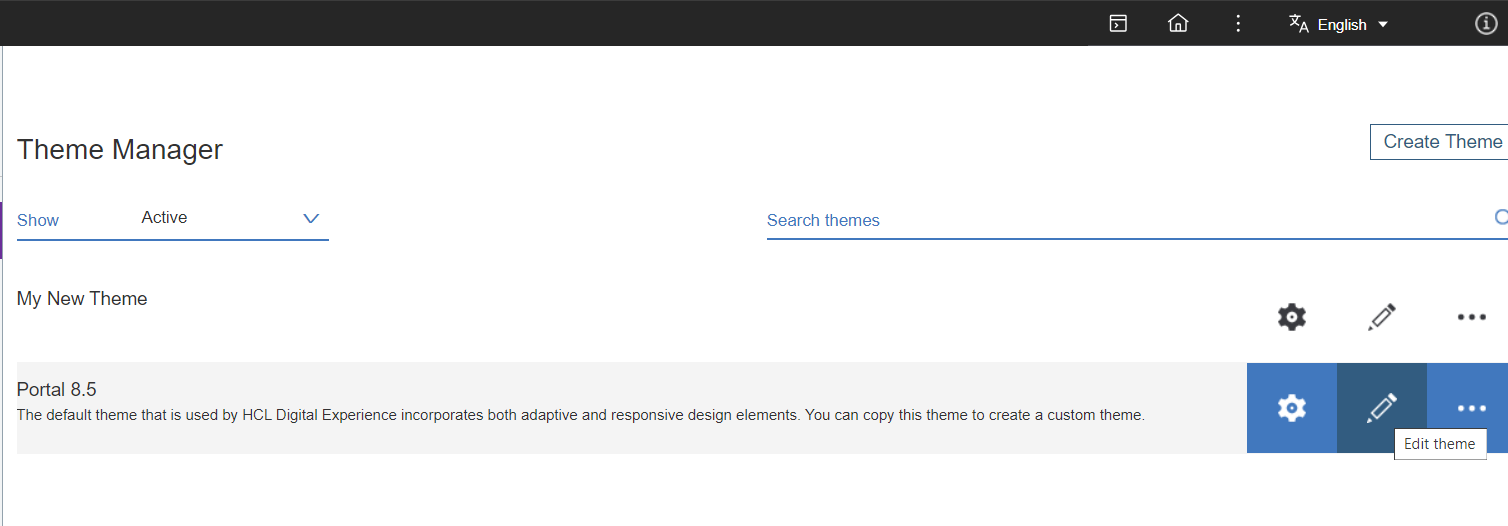 English
Theme Manager
Create Theme
Show Active
Search themes
My New Theme
Portal 8.5
The default theme that is used by HCL Digital Experience incorporates both adaptive and responsive design elements. You can copy this theme to create a custom theme.
Edit theme